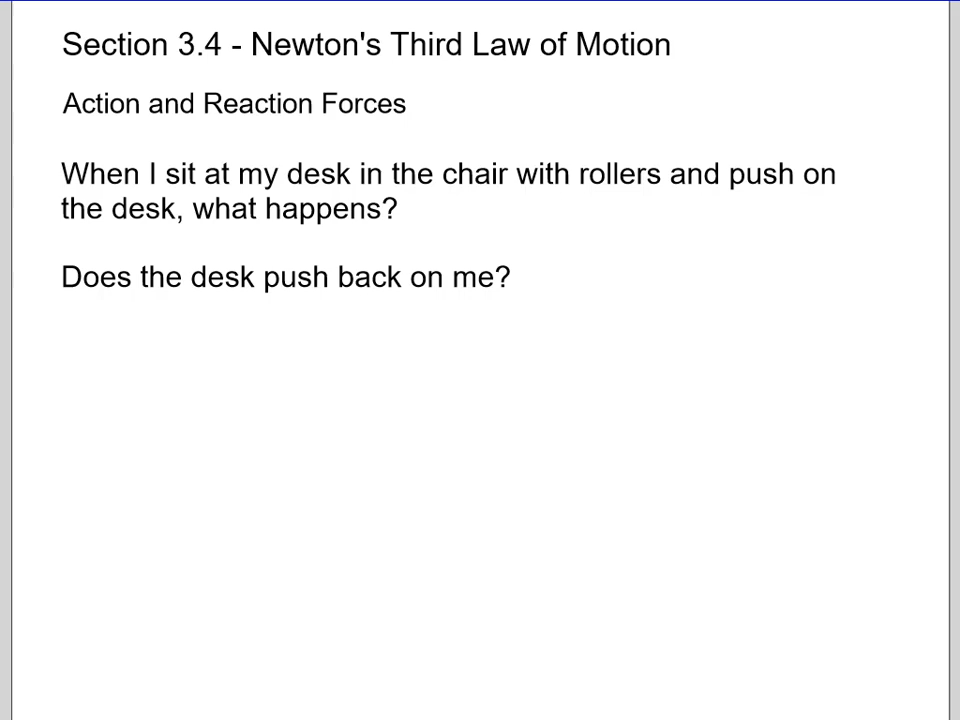 Section 3.4 - Newton's Third Law of Motion
Action and Reaction Forces
When I sit at my desk in the chair with rollers and push on
the desk, what happens?
Does the desk push back on me?